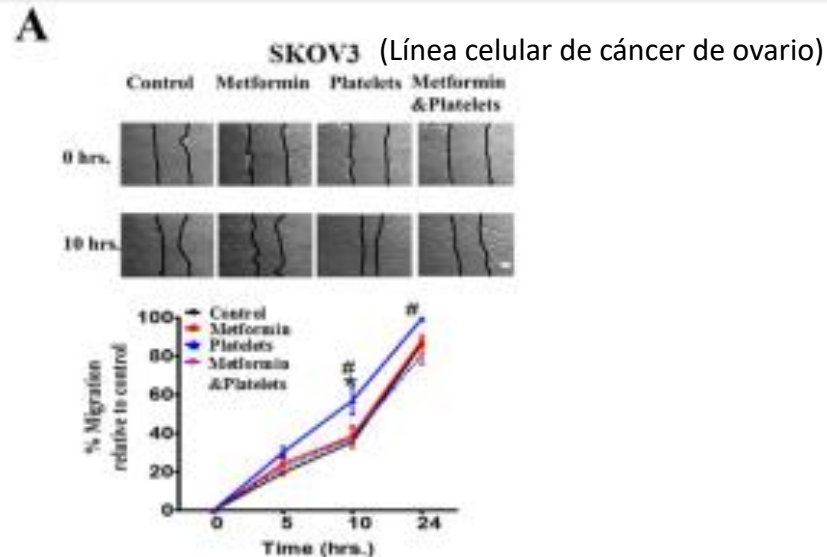 A
SKOV3 (Línea celular de cáncer de ovario)
Control Metformin Platelets Metformin
&Platelets
0 hrs.
10 hrs.
100
80
60
40
20
0
Control
Metformin
Platelets
Metformin
&Platelets
#
#
% Migration
relative to control
0 5 10 24
Time (hrs.)